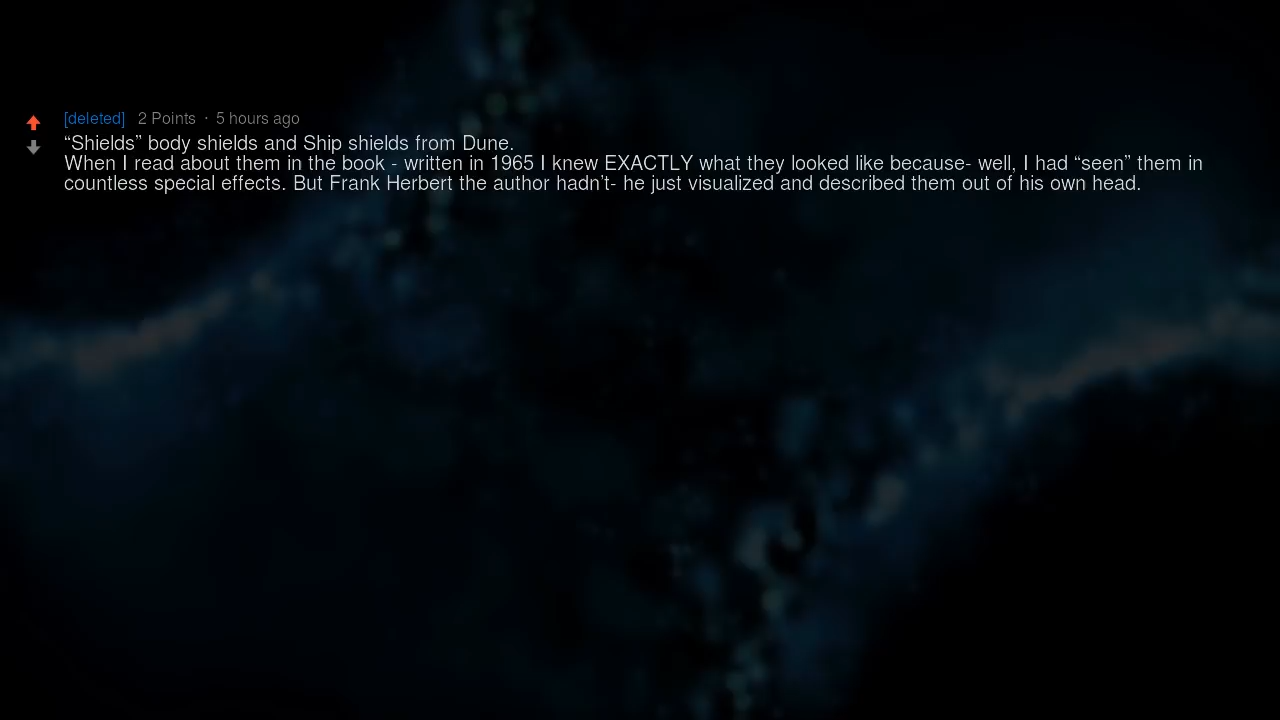 [deleted] 2 Points · 5 hours ago
“Shields” body shields and Ship shields from Dune.
When I read about them in the book - written in 1965 I knew EXACTLY what they looked like because- well, I had “seen” them in
countless special effects. But Frank Herbert the author hadn’t- he just visualized and described them out of his own head.